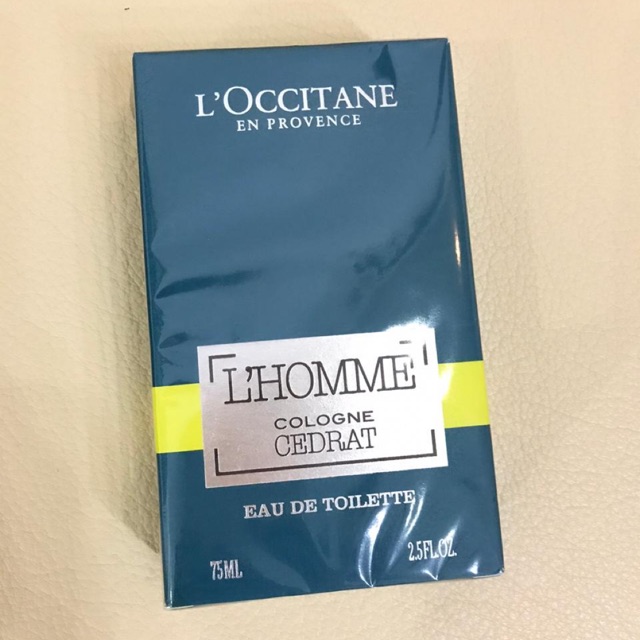 L'OCCITANE
EN PROVENCE
L'HOMME
COLOGNE
CEDRAT
EAU DE TOILETTE
75ML 2.5FL.OZ.